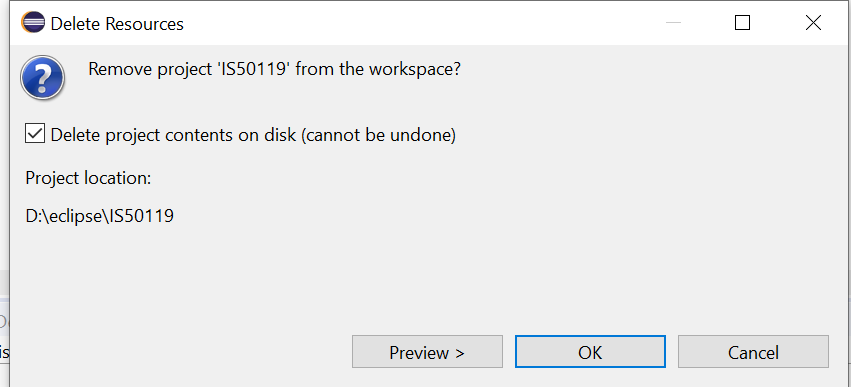 Delete Resources
Remove project 'IS50119' from the workspace?
Delete project contents on disk (cannot be undone)
Project location:
D:\eclipse\IS50119
Preview >
OK
Cancel